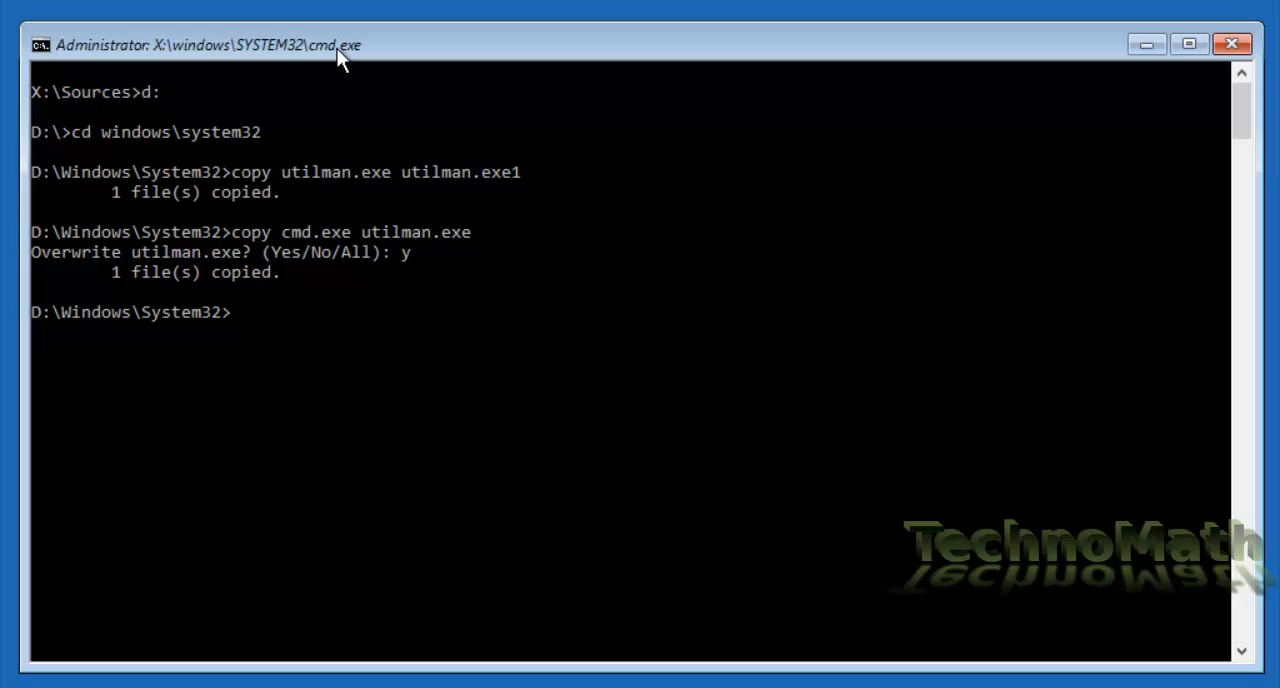 Administrator: X:\windows\SYSTEM32\cmd.exe
X:\Sources>d:
D:\>cd windows\system32
D:\Windows\System32>copy utilman.exe utilman.exe1
1 file(s) copied.
D:\Windows\System32>copy cmd.exe utilman.exe
Overwrite utilman.exe? (Yes/No/All): y
1 file(s) copied.
D:\Windows\System32>
TechnoMath